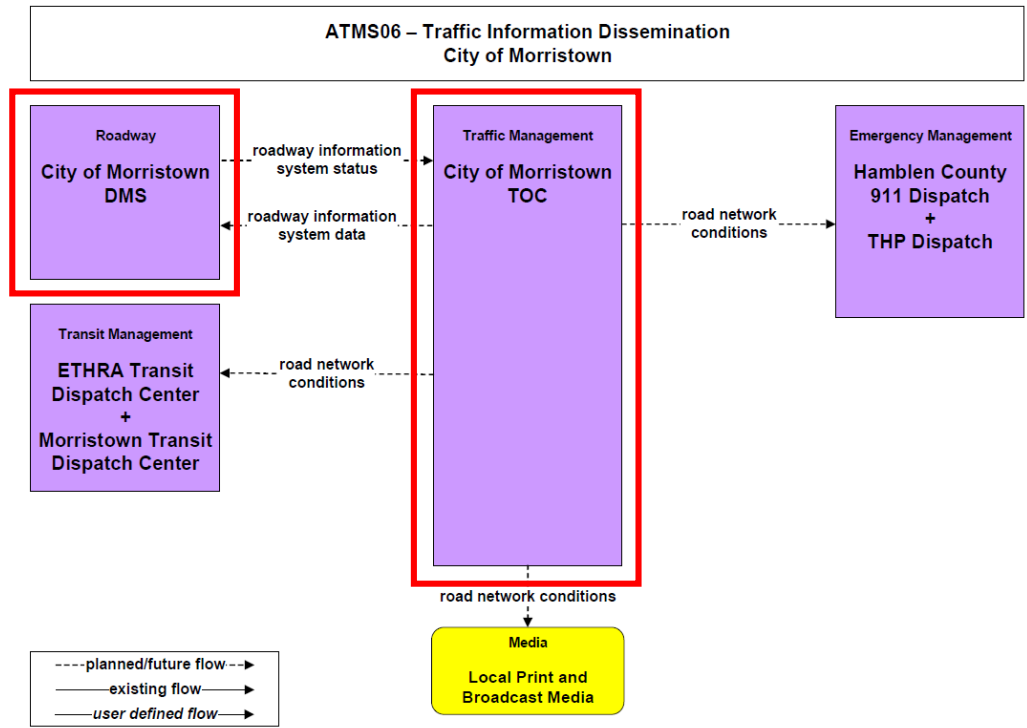 ATMS06 – Traffic Information Dissemination
City of Morristown
Roadway
City of Morristown
DMS
roadway information
system status
roadway information
system data
Traffic Management
City of Morristown
TOC
road network
conditions
Emergency Management
Hamblen County
911 Dispatch
+
THP Dispatch
Transit Management
ETHRA Transit
Dispatch Center
+
Morristown Transit
Dispatch Center
road network
conditions
road network conditions
Media
Local Print and
Broadcast Media
planned/future flow
existing flow
user defined flow